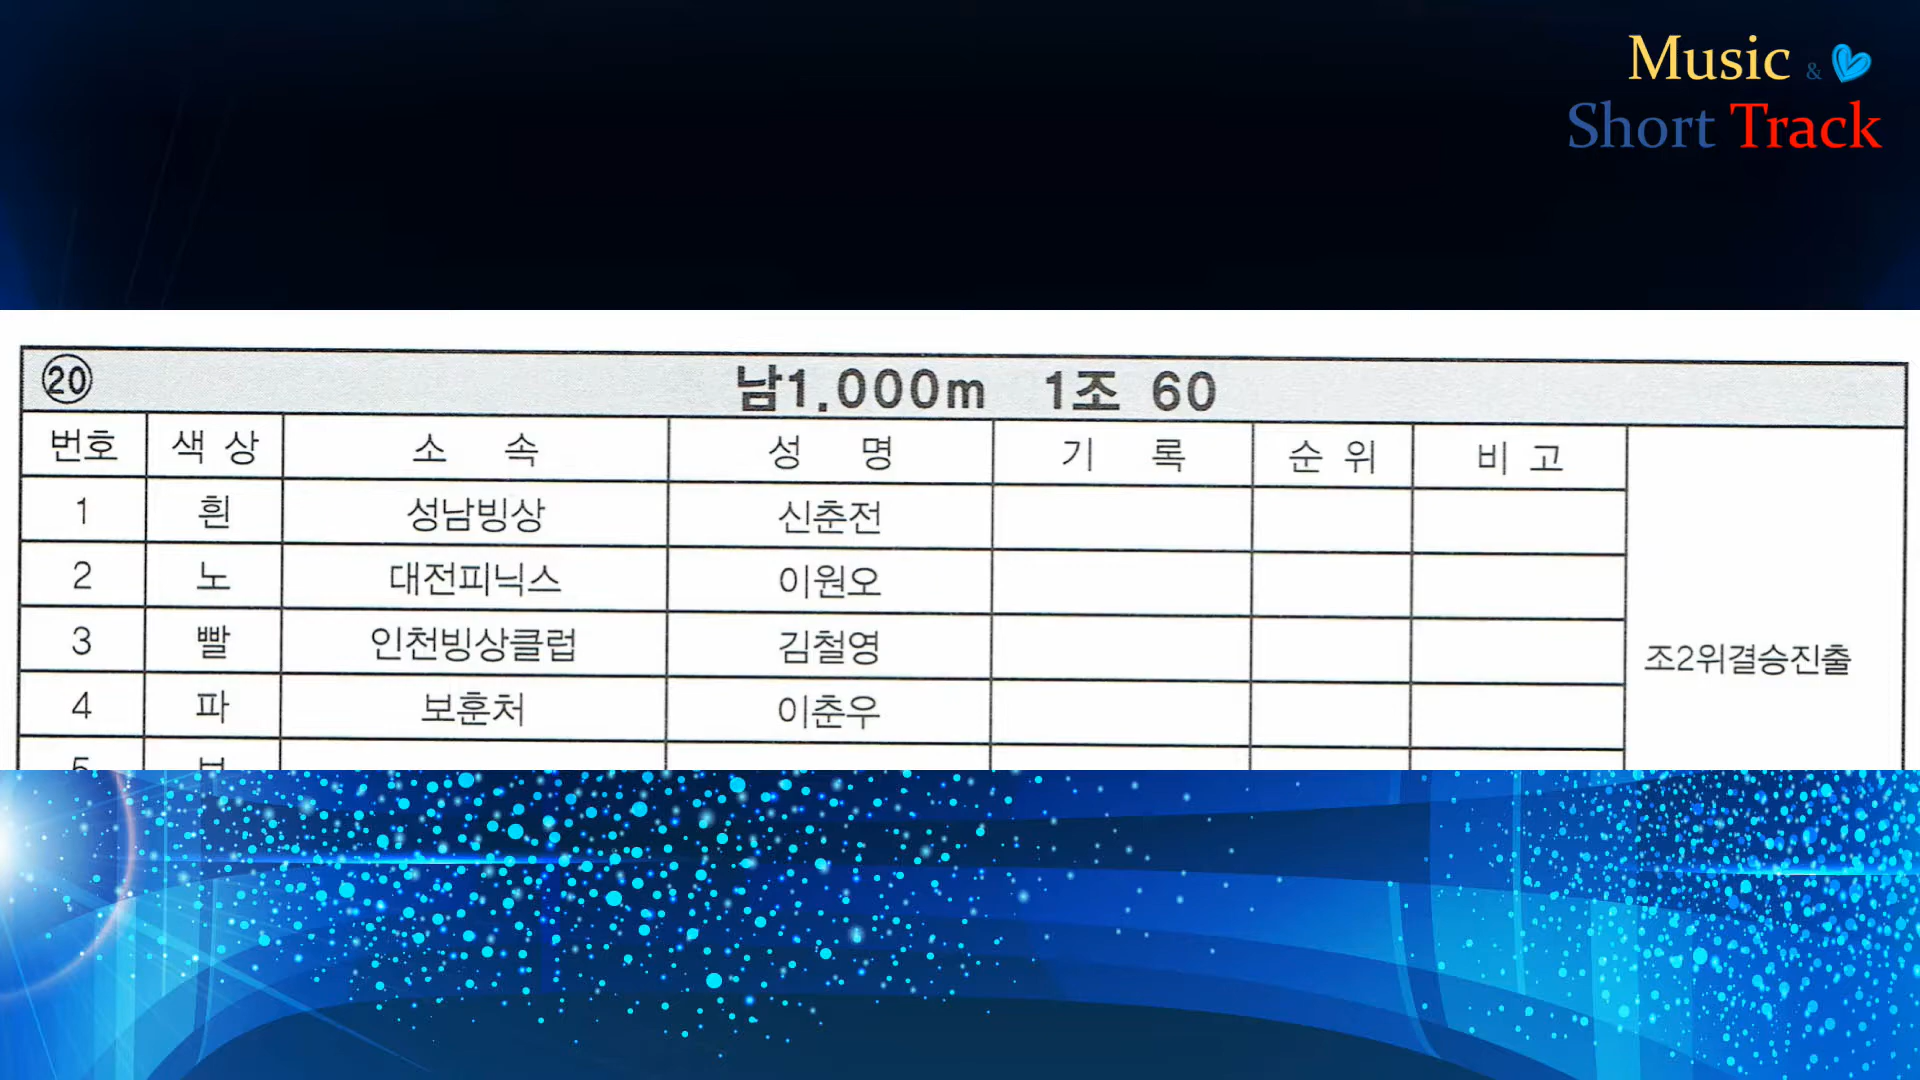 Music &
Short Track
⑳ 남1.000m 1조 60
번호 색 상 소 속 성 명 기 록 순 위 비 고
1 흰 성남빙상 신춘전
2 노 대전피닉스 이원오
3 빨 인천빙상클럽 김철영
조2위결승진출
4 파 보훈처 이춘우